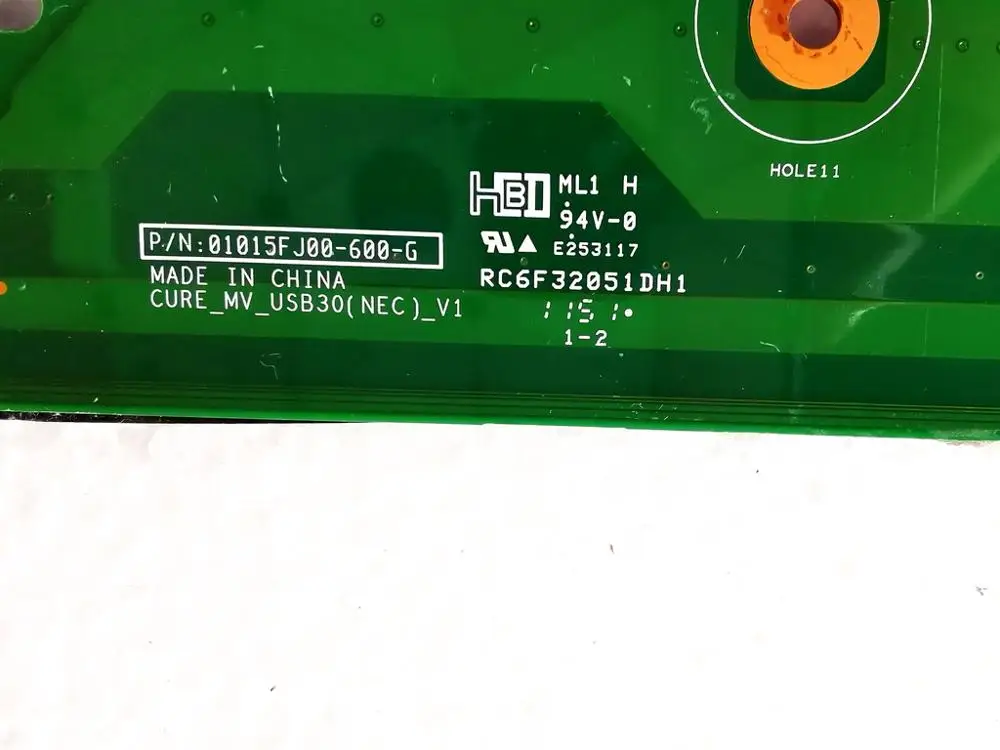 HOLE11
HBI ML1 H
94V-0
P/N:01015FJ00-600-G
E253117
MADE IN CHINA
RC6F32051DH1
CURE_MV_USB30(NEC)_V1
1151
1-2